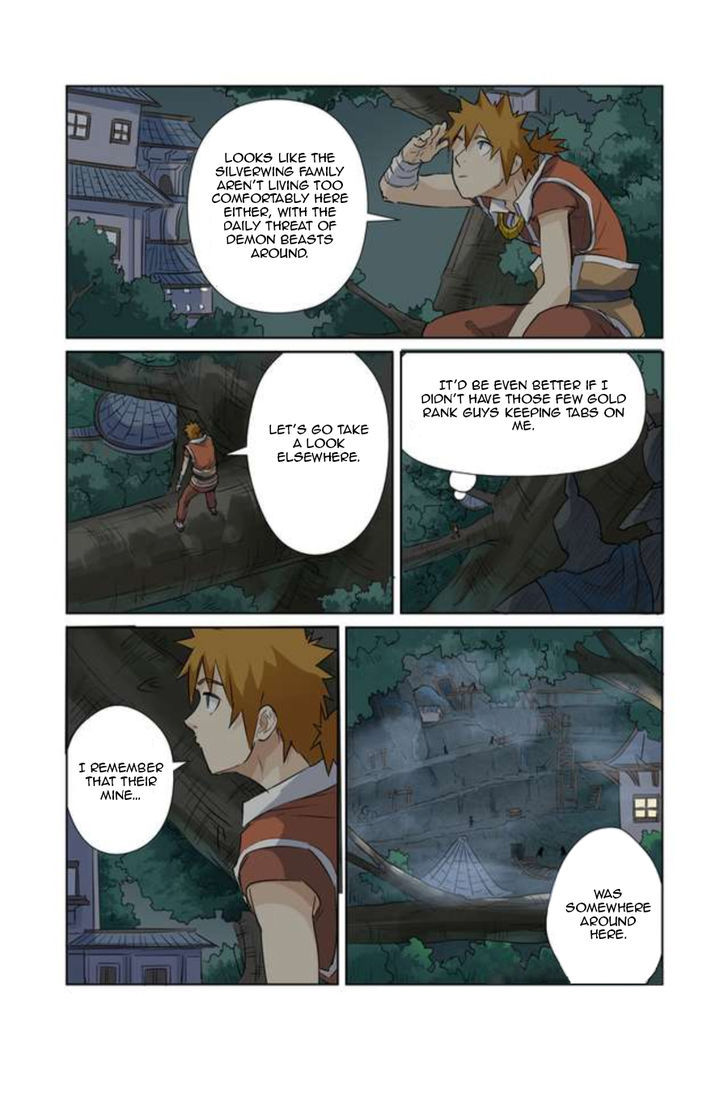 LOOKS LIKE THE
SILVERWING FAMILY
AREN'T LIVING TOO
COMFORTABLY HERE
EITHER, WITH THE
DAILY THREAT OF
DEMON BEASTS
AROUND.
LET'S GO TAKE
A LOOK
ELSEWHERE.
IT'D BE EVEN BETTER IF I
DIDN'T HAVE THOSE FEW GOLD
RANK GUYS KEEPING TABS ON
ME.
I REMEMBER
THAT THEIR
MINE...
WAS
SOMEWHERE
AROUND
HERE.